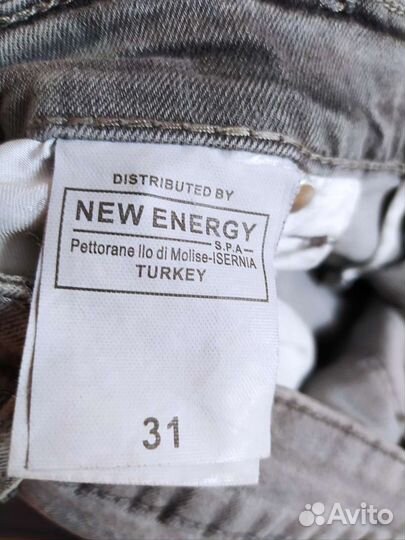 DISTRIBUTED BY
NEW ENERGY
S.P.A
Pettorane llo di Molise-ISERNIA
TURKEY
31
Avito